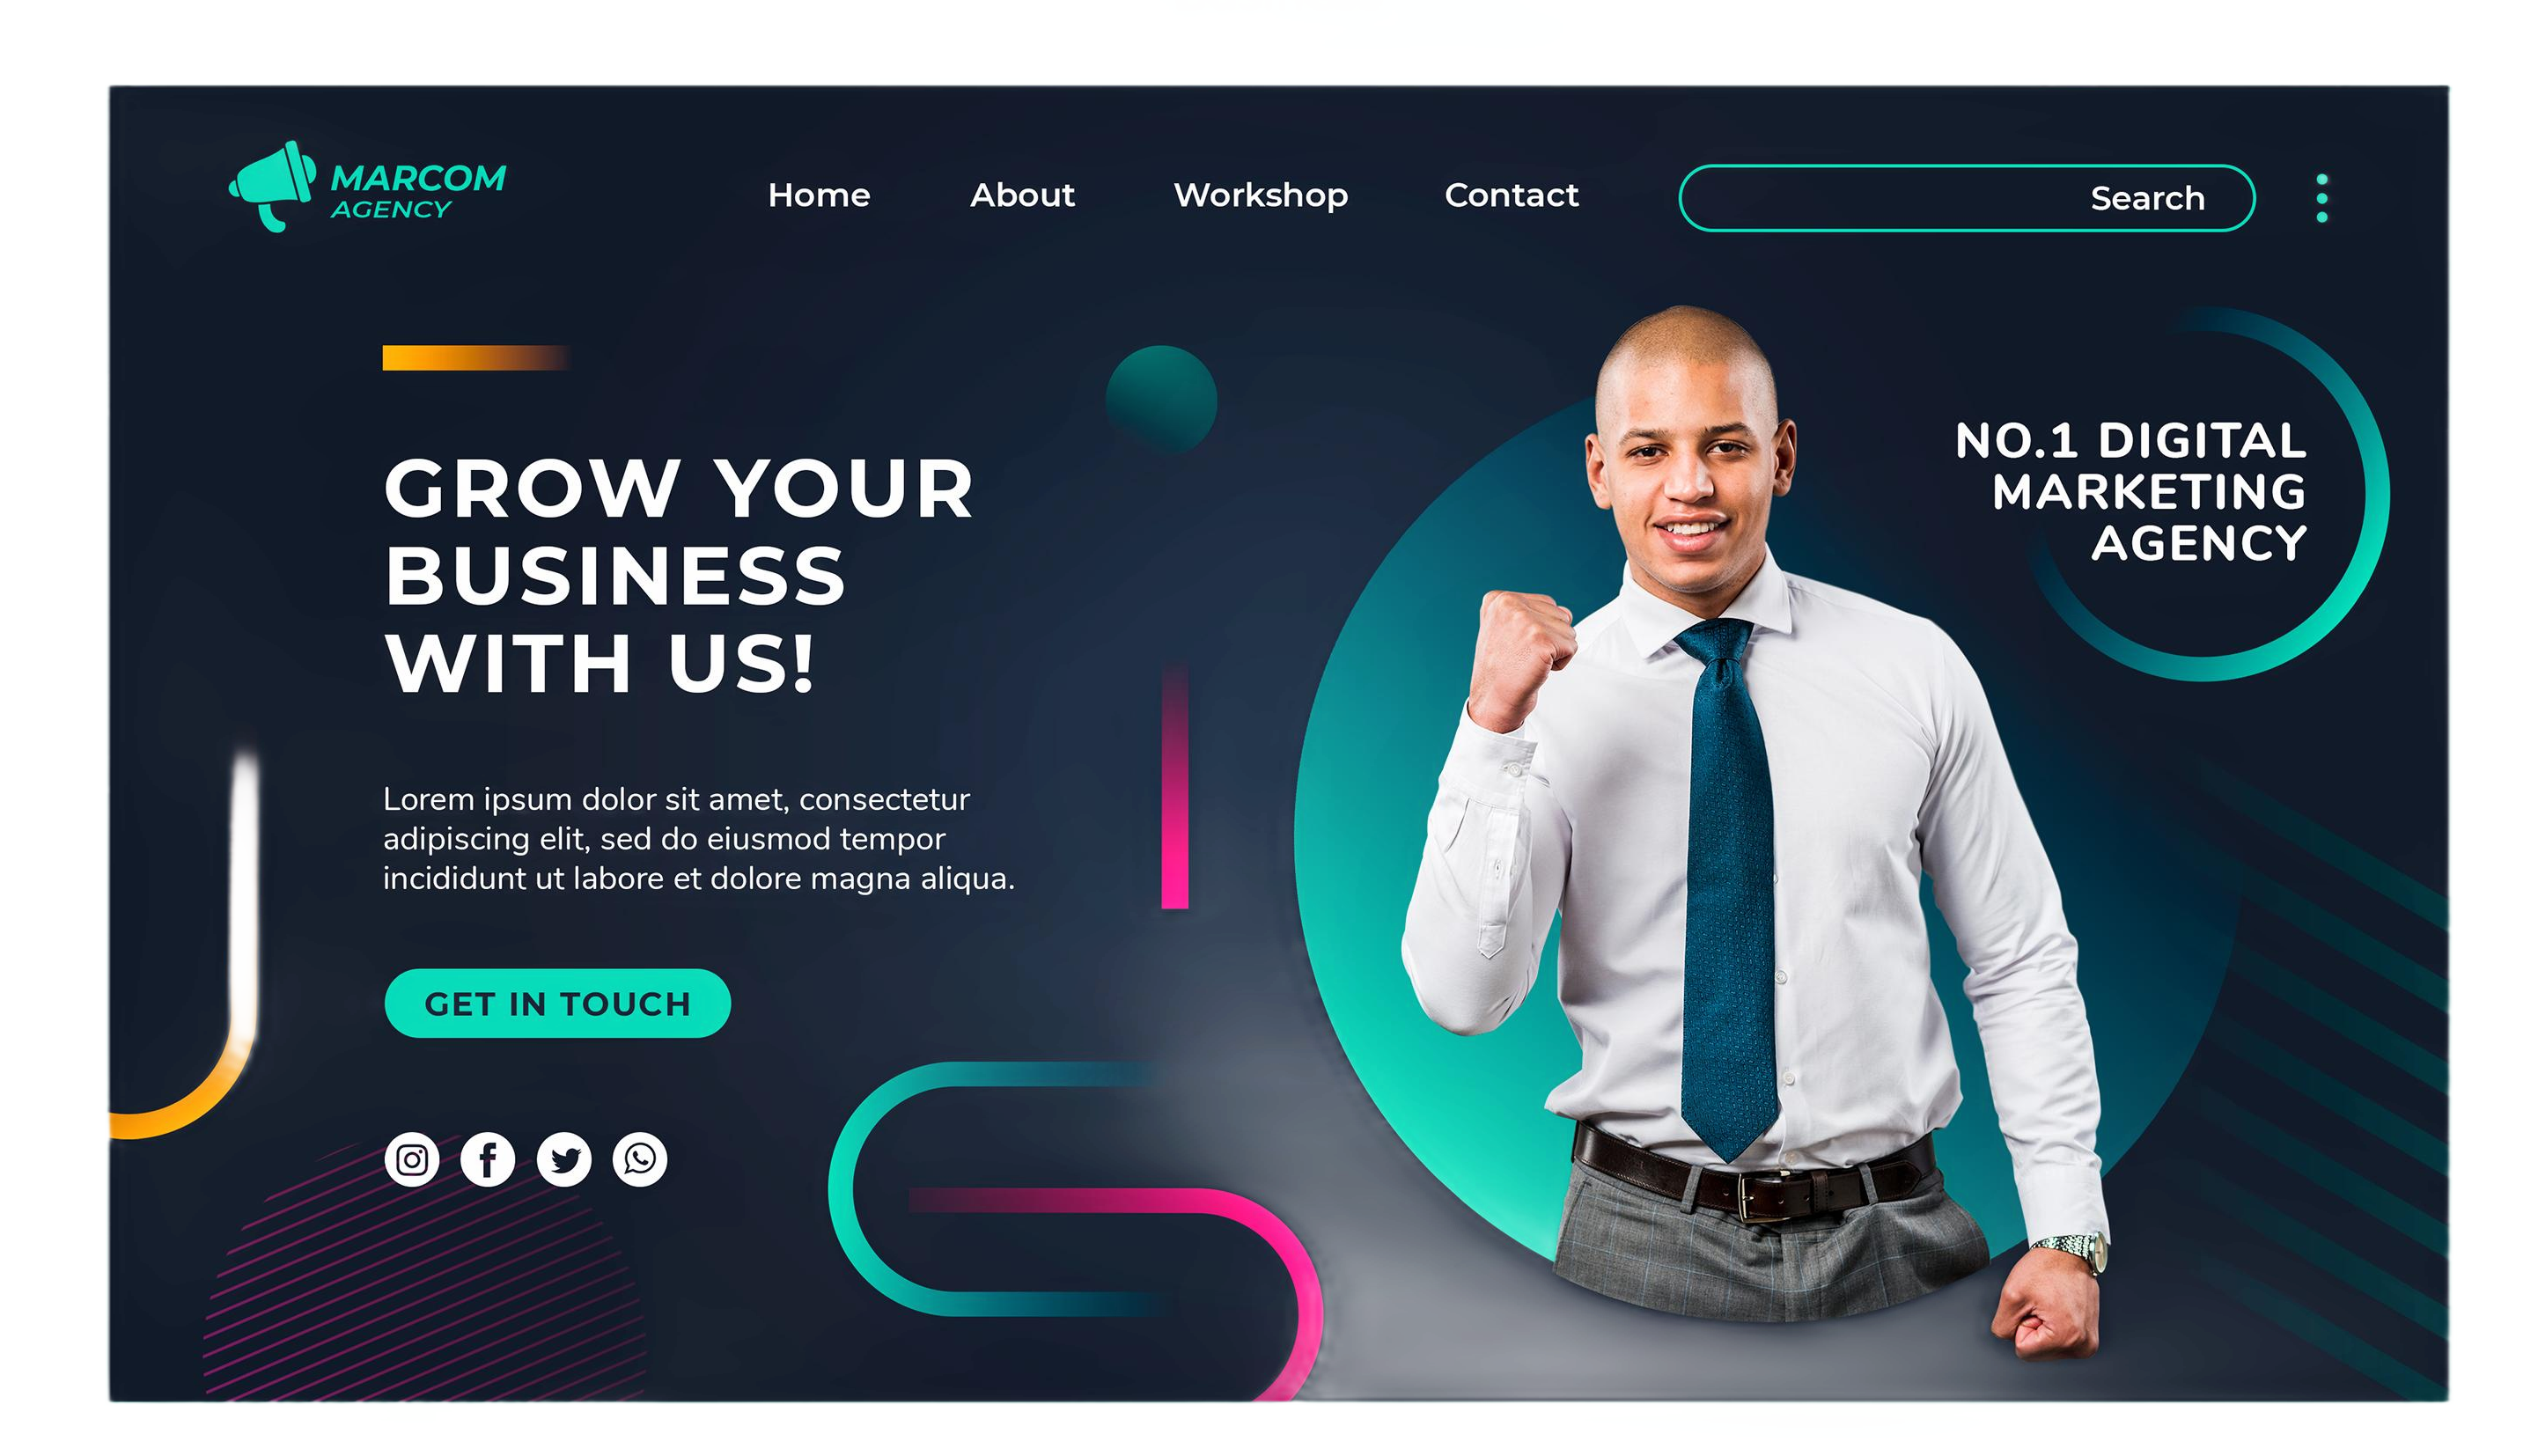 MARCOM
AGENCY
Home
About
Workshop
Contact
Search
GROW YOUR
BUSINESS
WITH US!
NO.1 DIGITAL
MARKETING
AGENCY
Lorem ipsum dolor sit amet, consectetur
adipiscing elit, sed do eiusmod tempor
incididunt ut labore et dolore magna aliqua.
GET IN TOUCH